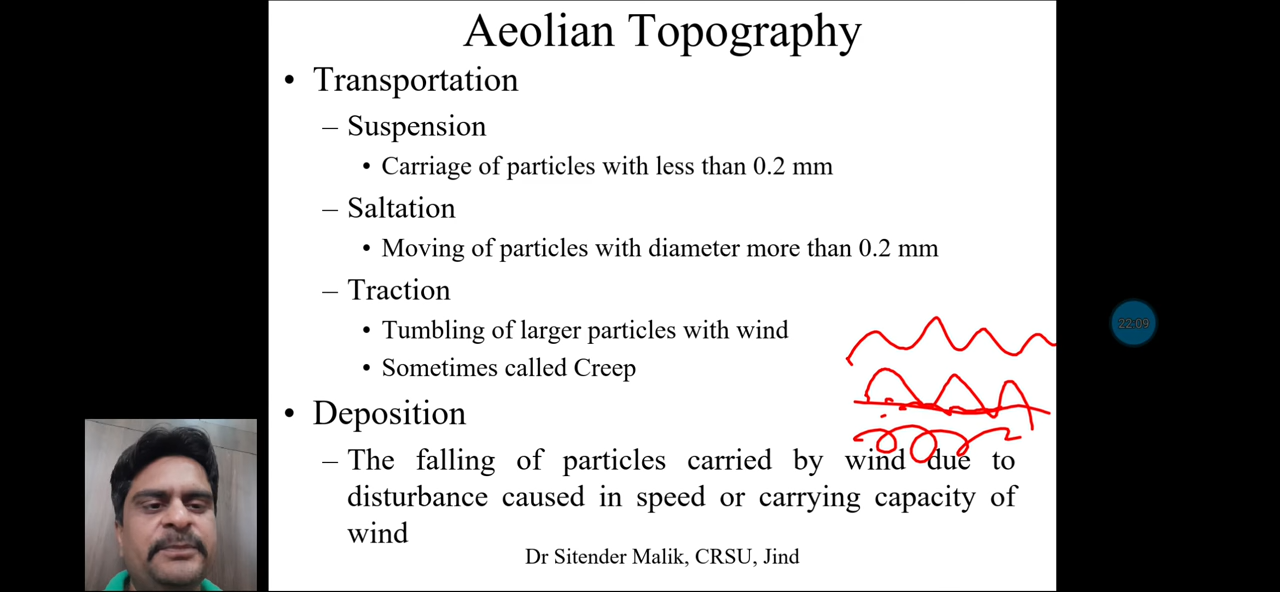 Aeolian Topography
• Transportation
– Suspension
• Carriage of particles with less than 0.2 mm
– Saltation
• Moving of particles with diameter more than 0.2 mm
– Traction
• Tumbling of larger particles with wind
• Sometimes called Creep
22:09
• Deposition
– The falling of particles carried by wind due to
disturbance caused in speed or carrying capacity of
wind
Dr Sitender Malik, CRSU, Jind